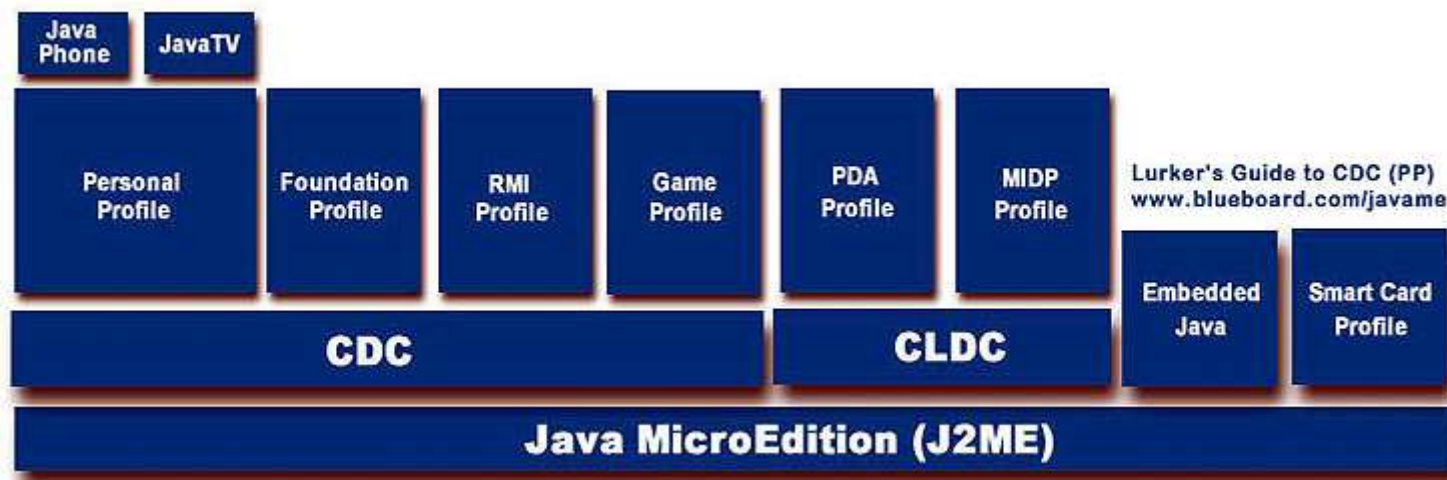 Java
Phone
JavaTV
Personal
Profile
Foundation
Profile
RMI
Profile
Game
Profile
PDA
Profile
MIDP
Profile
Lurker's Guide to CDC (PP)
www.blueboard.com/javame
Embedded
Java
Smart Card
Profile
CDC
CLDC
Java MicroEdition (J2ME)